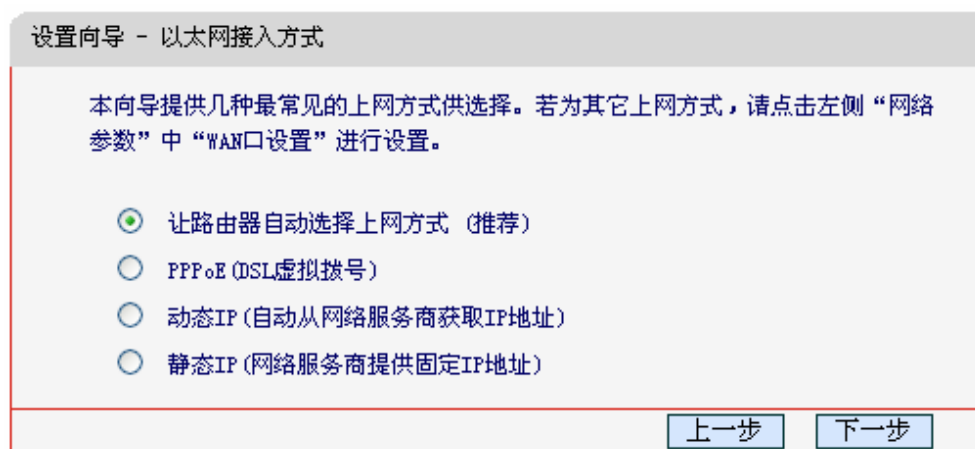 设置向导 - 以太网接入方式
本向导提供几种最常见的上网方式供选择。若为其它上网方式，请点击左侧“网络
参数”中“WAN口设置”进行设置。
让路由器自动选择上网方式（推荐）
PPPoE(DSL虚拟拨号)
动态IP(自动从网络服务商获取IP地址)
静态IP(网络服务商提供固定IP地址)
上一步 下一步